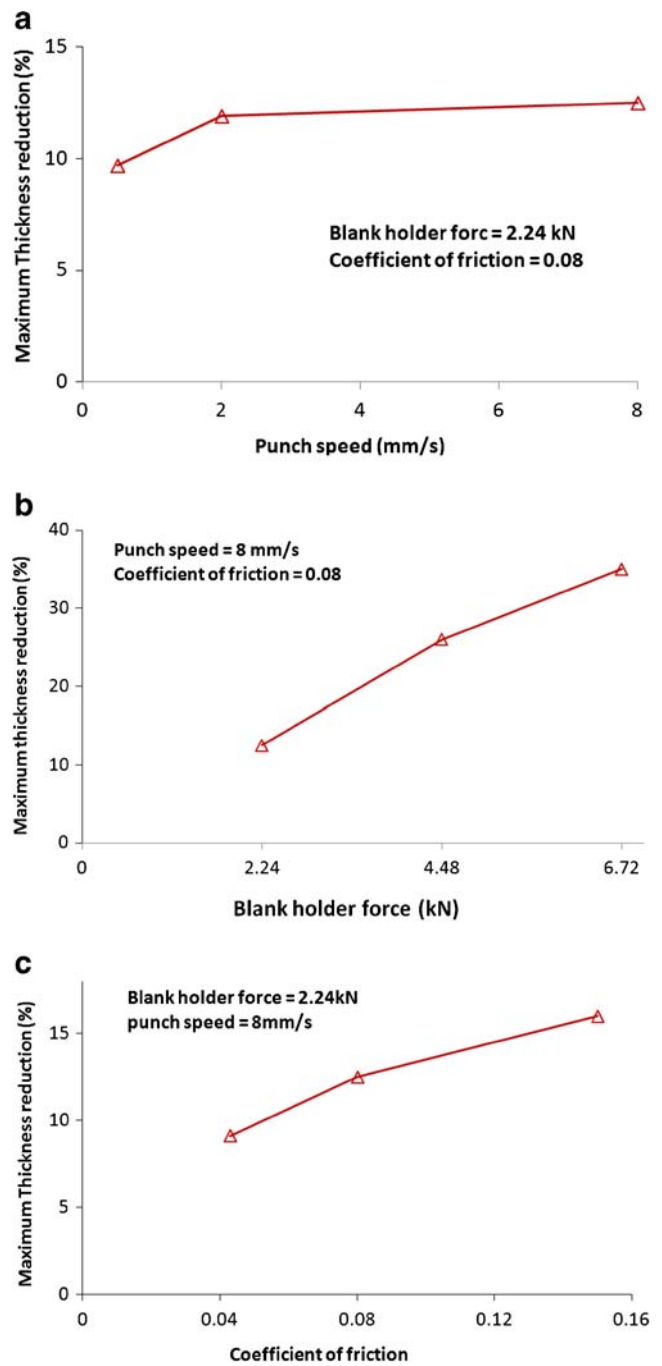 a
Maximum Thickness reduction (%)
15
10
5
0
Blank holder forc = 2.24 kN
Coefficient of friction = 0.08
0 2 4 6 8
Punch speed (mm/s)
b
Maximum thickness reduction (%)
40
30
20
10
0
Punch speed = 8 mm/s
Coefficient of friction = 0.08
0 2.24 4.48 6.72
Blank holder force (kN)
c
Maximum Thickness reduction (%)
15
10
5
0
Blank holder force = 2.24kN
punch speed = 8mm/s
0 0.04 0.08 0.12 0.16
Coefficient of friction